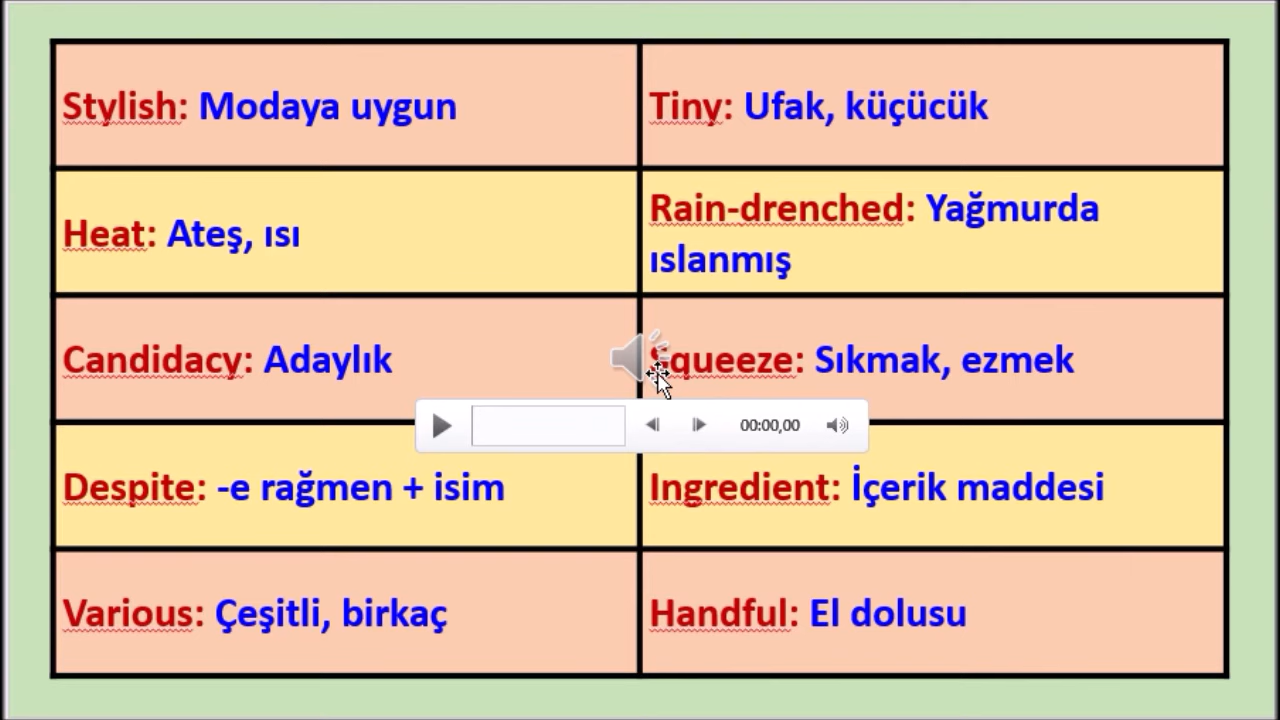 Stylish: Modaya uygun
Tiny: Ufak, küçücük
Heat: Ateş, ısı
Rain-drenched: Yağmurda
ıslanmış
Candidacy: Adaylık
Squeeze: Sıkmak, ezmek
00:00,00
Despite: -e rağmen + isim
Ingredient: İçerik maddesi
Various: Çeşitli, birkaç
Handful: El dolusu